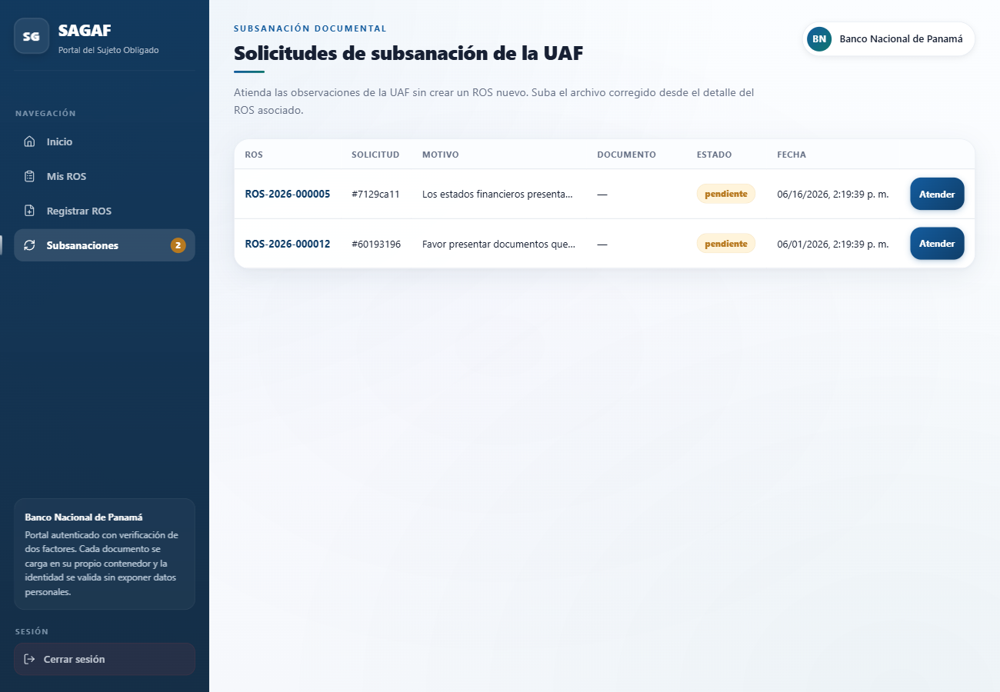 SG
SAGAF
Portal del Sujeto Obligado
NAVEGACIÓN
Inicio
Mis ROS
Registrar ROS
Subsanaciones 2
Banco Nacional de Panamá
Portal autenticado con verificación de
dos factores. Cada documento se
carga en su propio contenedor y la
identidad se valida sin exponer datos
personales.
SESIÓN
Cerrar sesión
SUBSANACIÓN DOCUMENTAL
Solicitudes de subsanación de la UAF
BN Banco Nacional de Panamá
Atienda las observaciones de la UAF sin crear un ROS nuevo. Suba el archivo corregido desde el detalle del
ROS asociado.
ROS SOLICITUD MOTIVO DOCUMENTO ESTADO FECHA
ROS-2026-000005 #7129ca11 Los estados financieros presenta... — pendiente 06/16/2026, 2:19:39 p. m. Atender
ROS-2026-000012 #60193196 Favor presentar documentos que... — pendiente 06/01/2026, 2:19:39 p. m. Atender